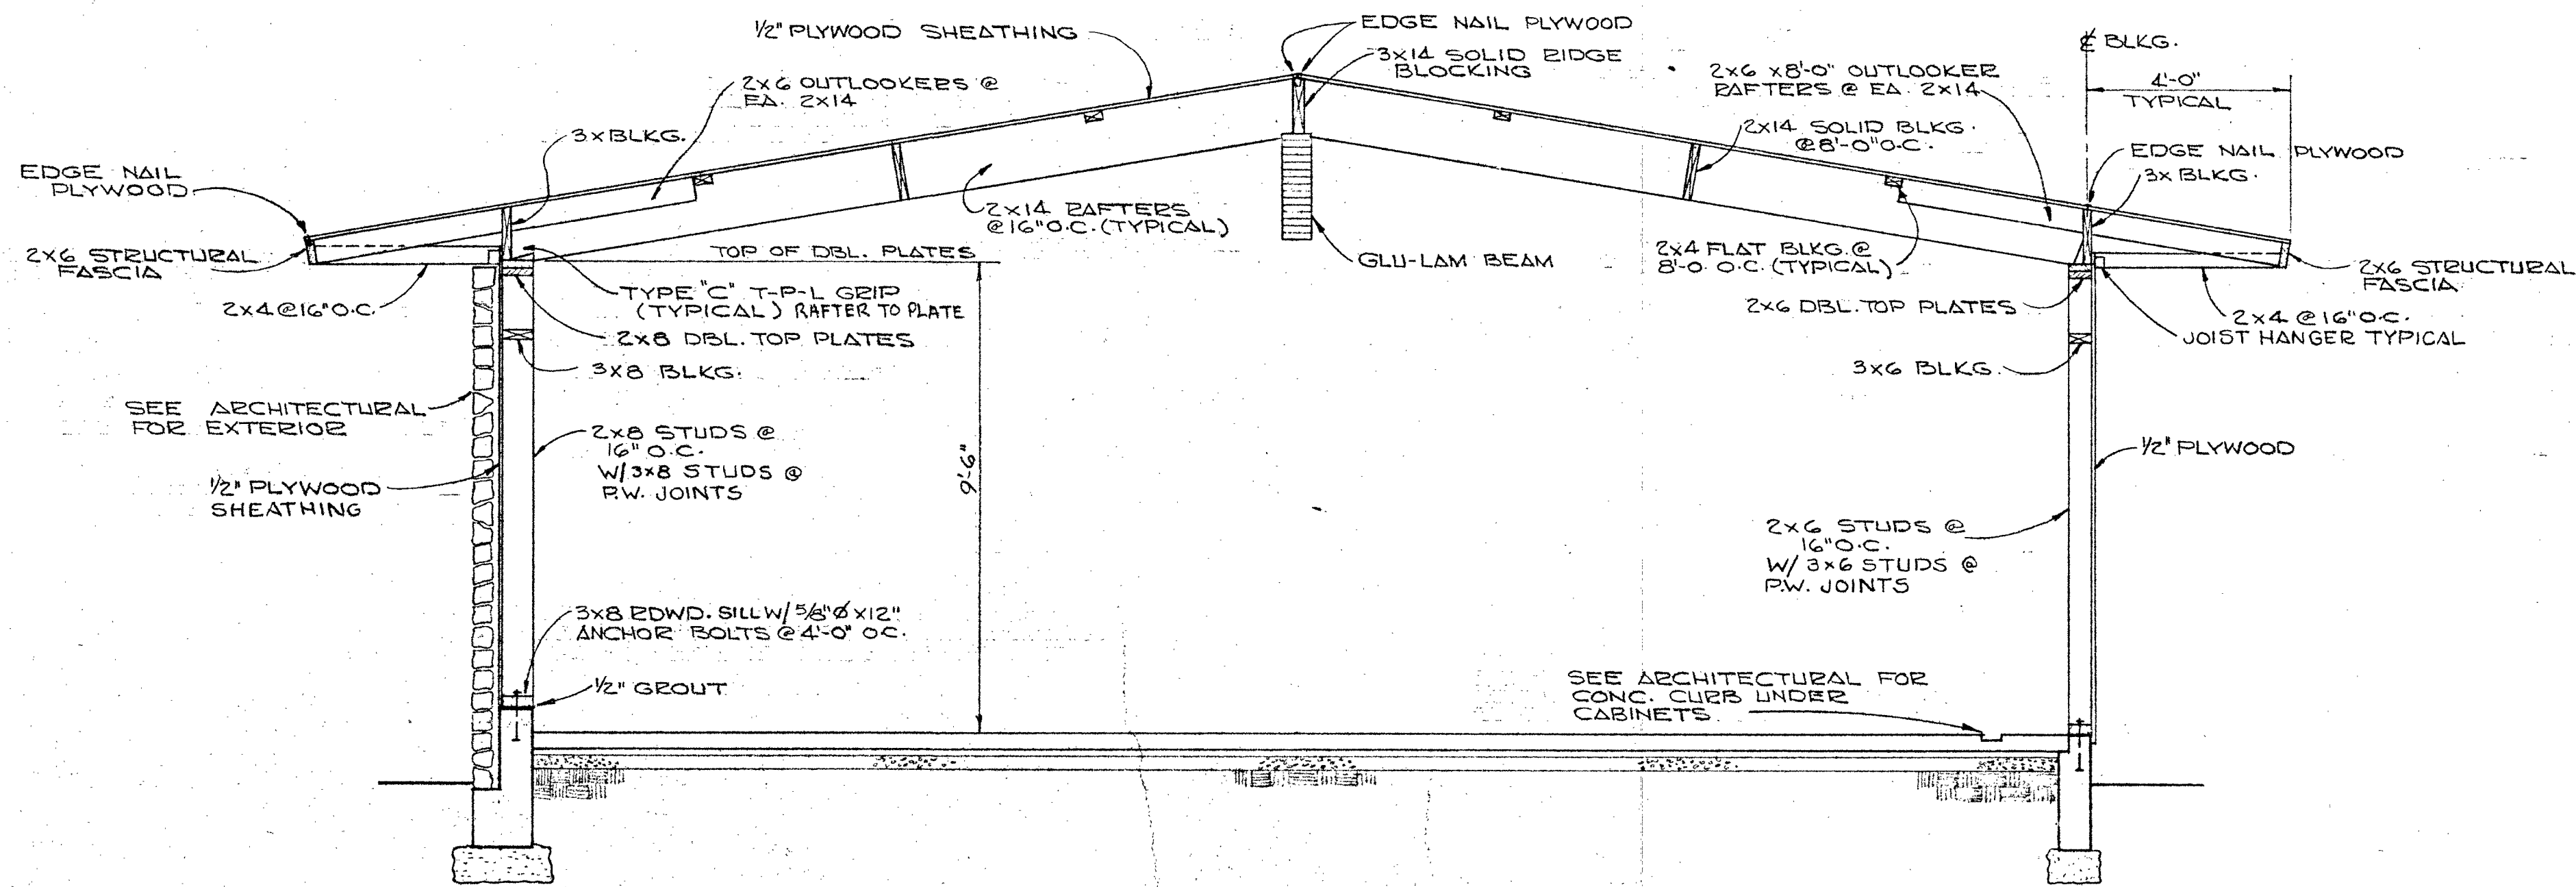 1/2" PLYWOOD SHEATHING
EDGE NAIL PLYWOOD
3x14 SOLID RIDGE
BLOCKING
℄ BLKG.
2x6 OUTLOOKERS @
EA. 2x14
2x6 x8'-0" OUTLOOKER
RAFTERS @ EA. 2x14
4'-0"
TYPICAL
3x BLKG.
2x14 SOLID BLKG.
@8'-0" O.C.
EDGE NAIL PLYWOOD
3x BLKG.
EDGE NAIL
PLYWOOD
2x14 RAFTERS
@16" O.C. (TYPICAL)
2x6 STRUCTURAL
FASCIA
TOP OF DBL. PLATES
GLU-LAM BEAM
2x4 FLAT BLKG. @
8'-0 O.C. (TYPICAL)
2x6 STRUCTURAL
FASCIA
2x4 @16" O.C.
TYPE "C" T-P-L GRIP
(TYPICAL) RAFTER TO PLATE
2x6 DBL. TOP PLATES
2x4 @16" O.C.
JOIST HANGER TYPICAL
2x8 DBL. TOP PLATES
3x8 BLKG.
3x6 BLKG.
SEE ARCHITECTURAL
FOR EXTERIOR
2x8 STUDS @
16" O.C.
W/3x8 STUDS @
P.W. JOINTS
9'-6"
1/2" PLYWOOD
1/2" PLYWOOD
SHEATHING
2x6 STUDS @
16" O.C.
W/ 3x6 STUDS @
P.W. JOINTS
3x8 RDWD. SILL W/ 5/8" Ø x12"
ANCHOR BOLTS @ 4'-0" O.C.
1/2" GROUT
SEE ARCHITECTURAL FOR
CONC. CURB UNDER
CABINETS